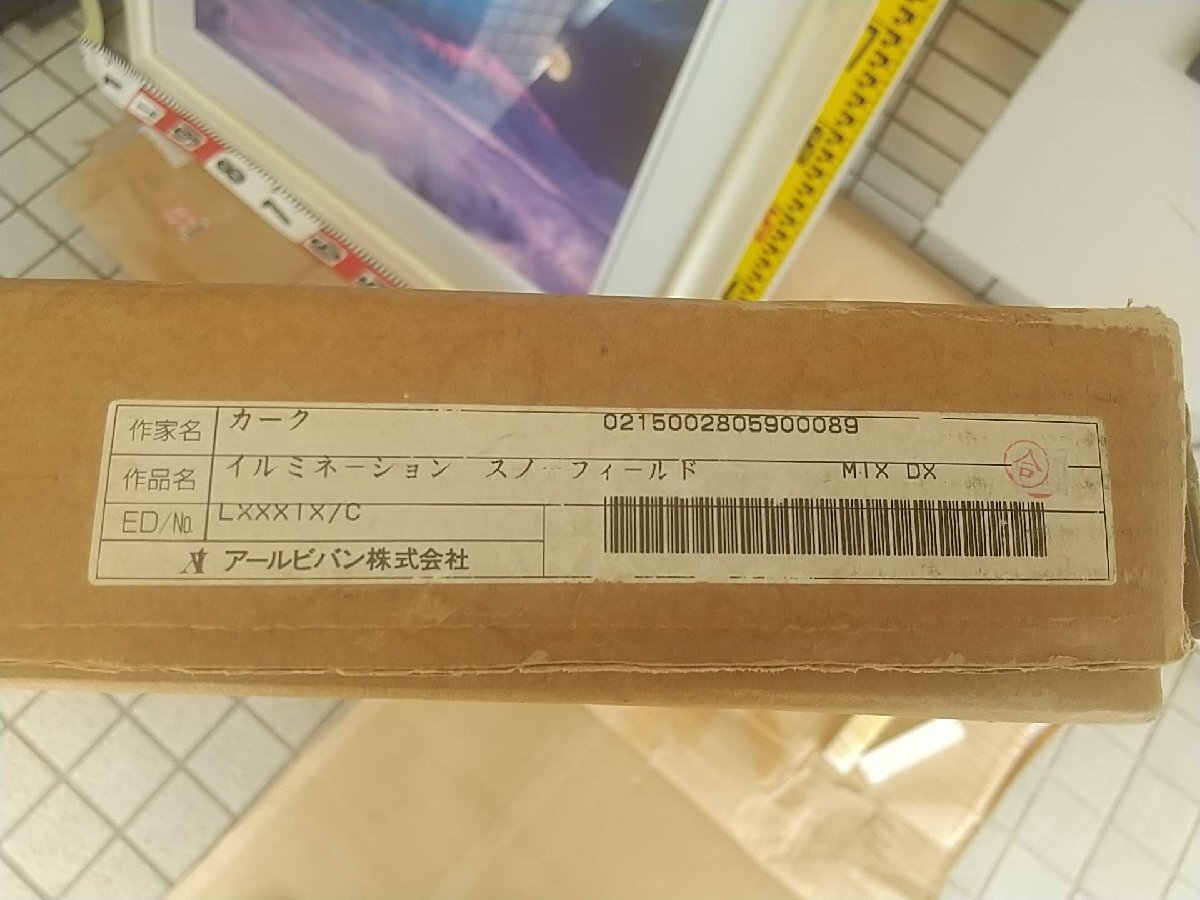 作家名 カーク 0215002805900089
作品名 イルミネーション スノーフィールド MIX DX 合
ED/No. LXXXIX/C
アールビバン株式会社